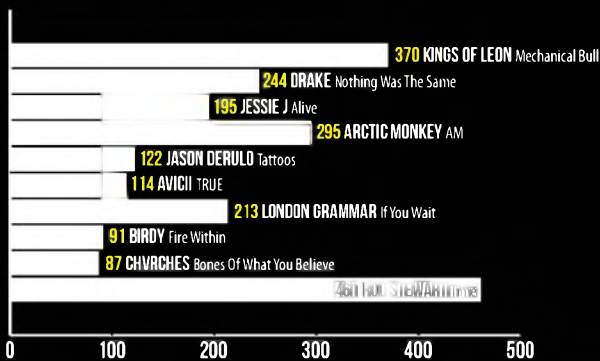 370 KINGS OF LEON Mechanical Bull
244 DRAKE Nothing Was The Same
195 JESSIE J Alive
295 ARCTIC MONKEY AM
122 JASON DERULO Tattoos
114 AVICII TRUE
213 LONDON GRAMMAR If You Wait
91 BIRDY Fire Within
87 CHVRCHES Bones Of What You Believe
STEWART
0 100 200 300 400 500